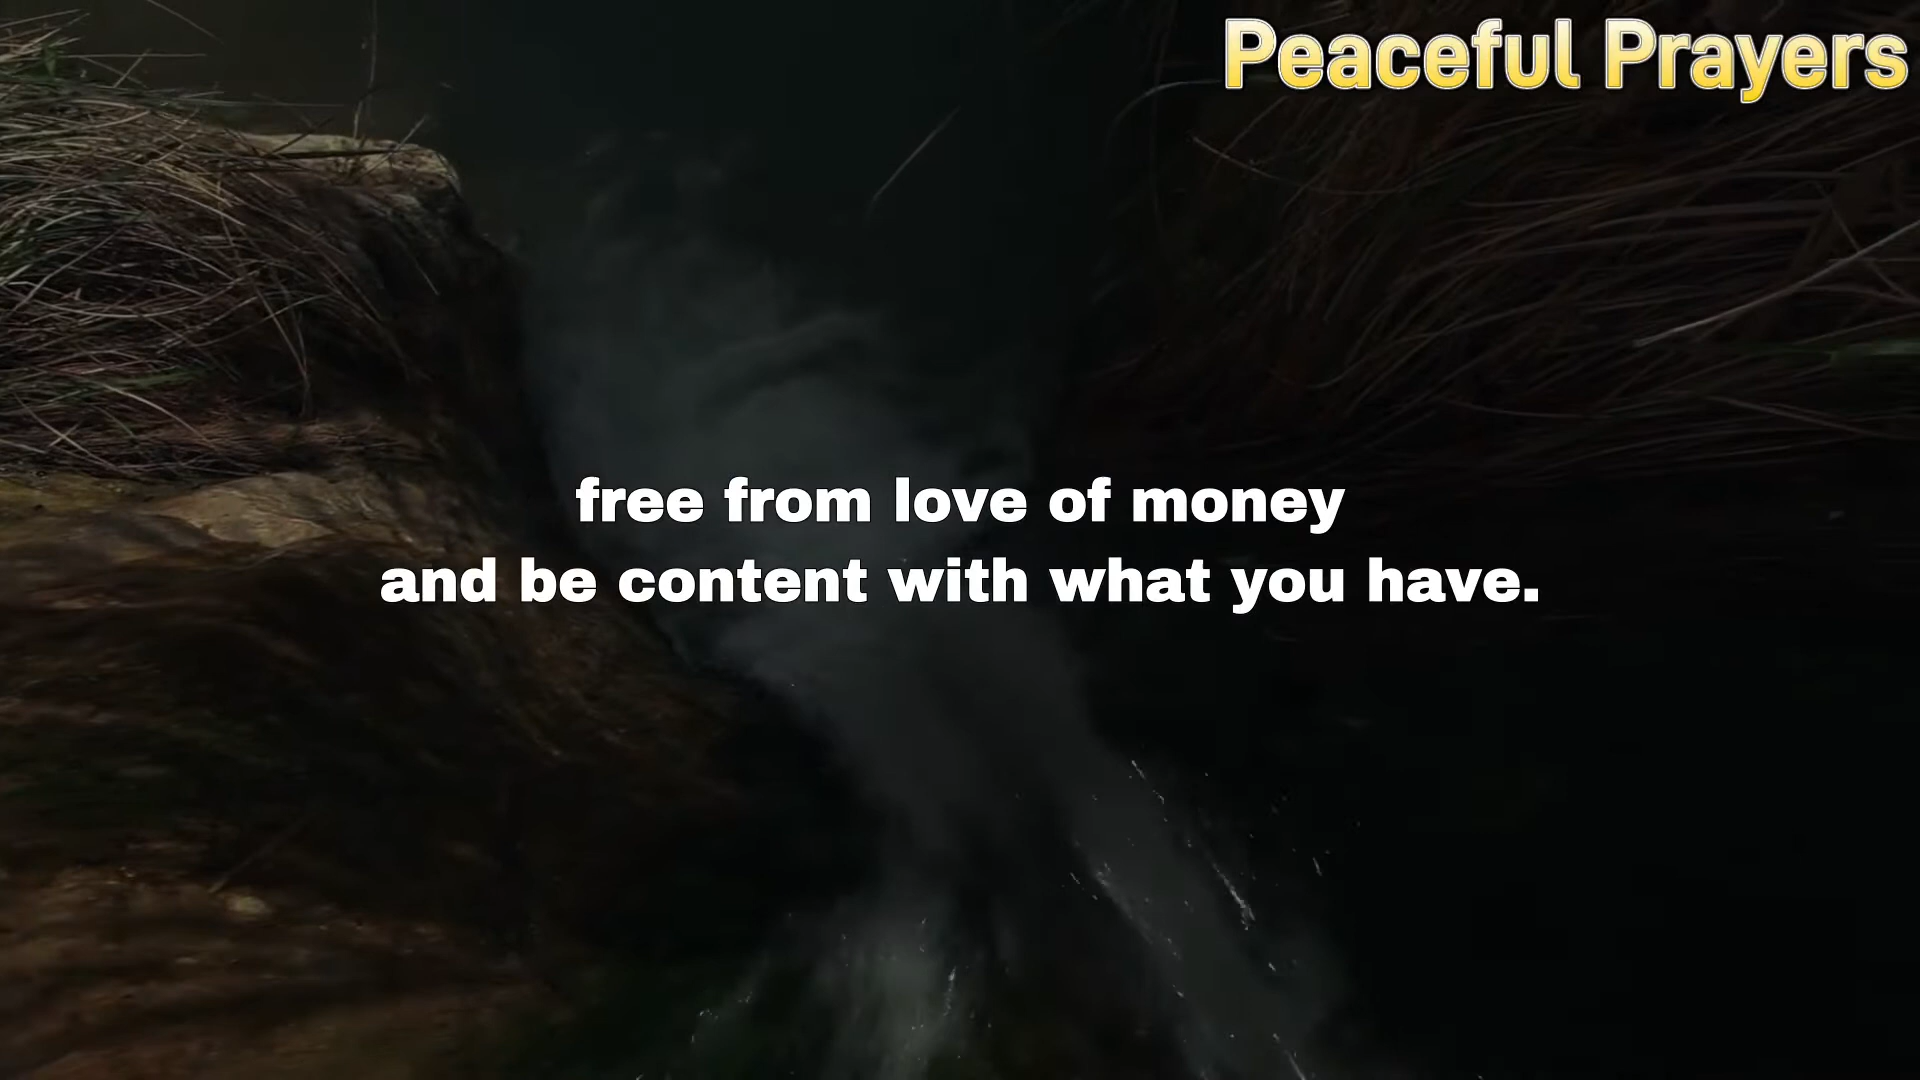 Peaceful Prayers
free from love of money
and be content with what you have.